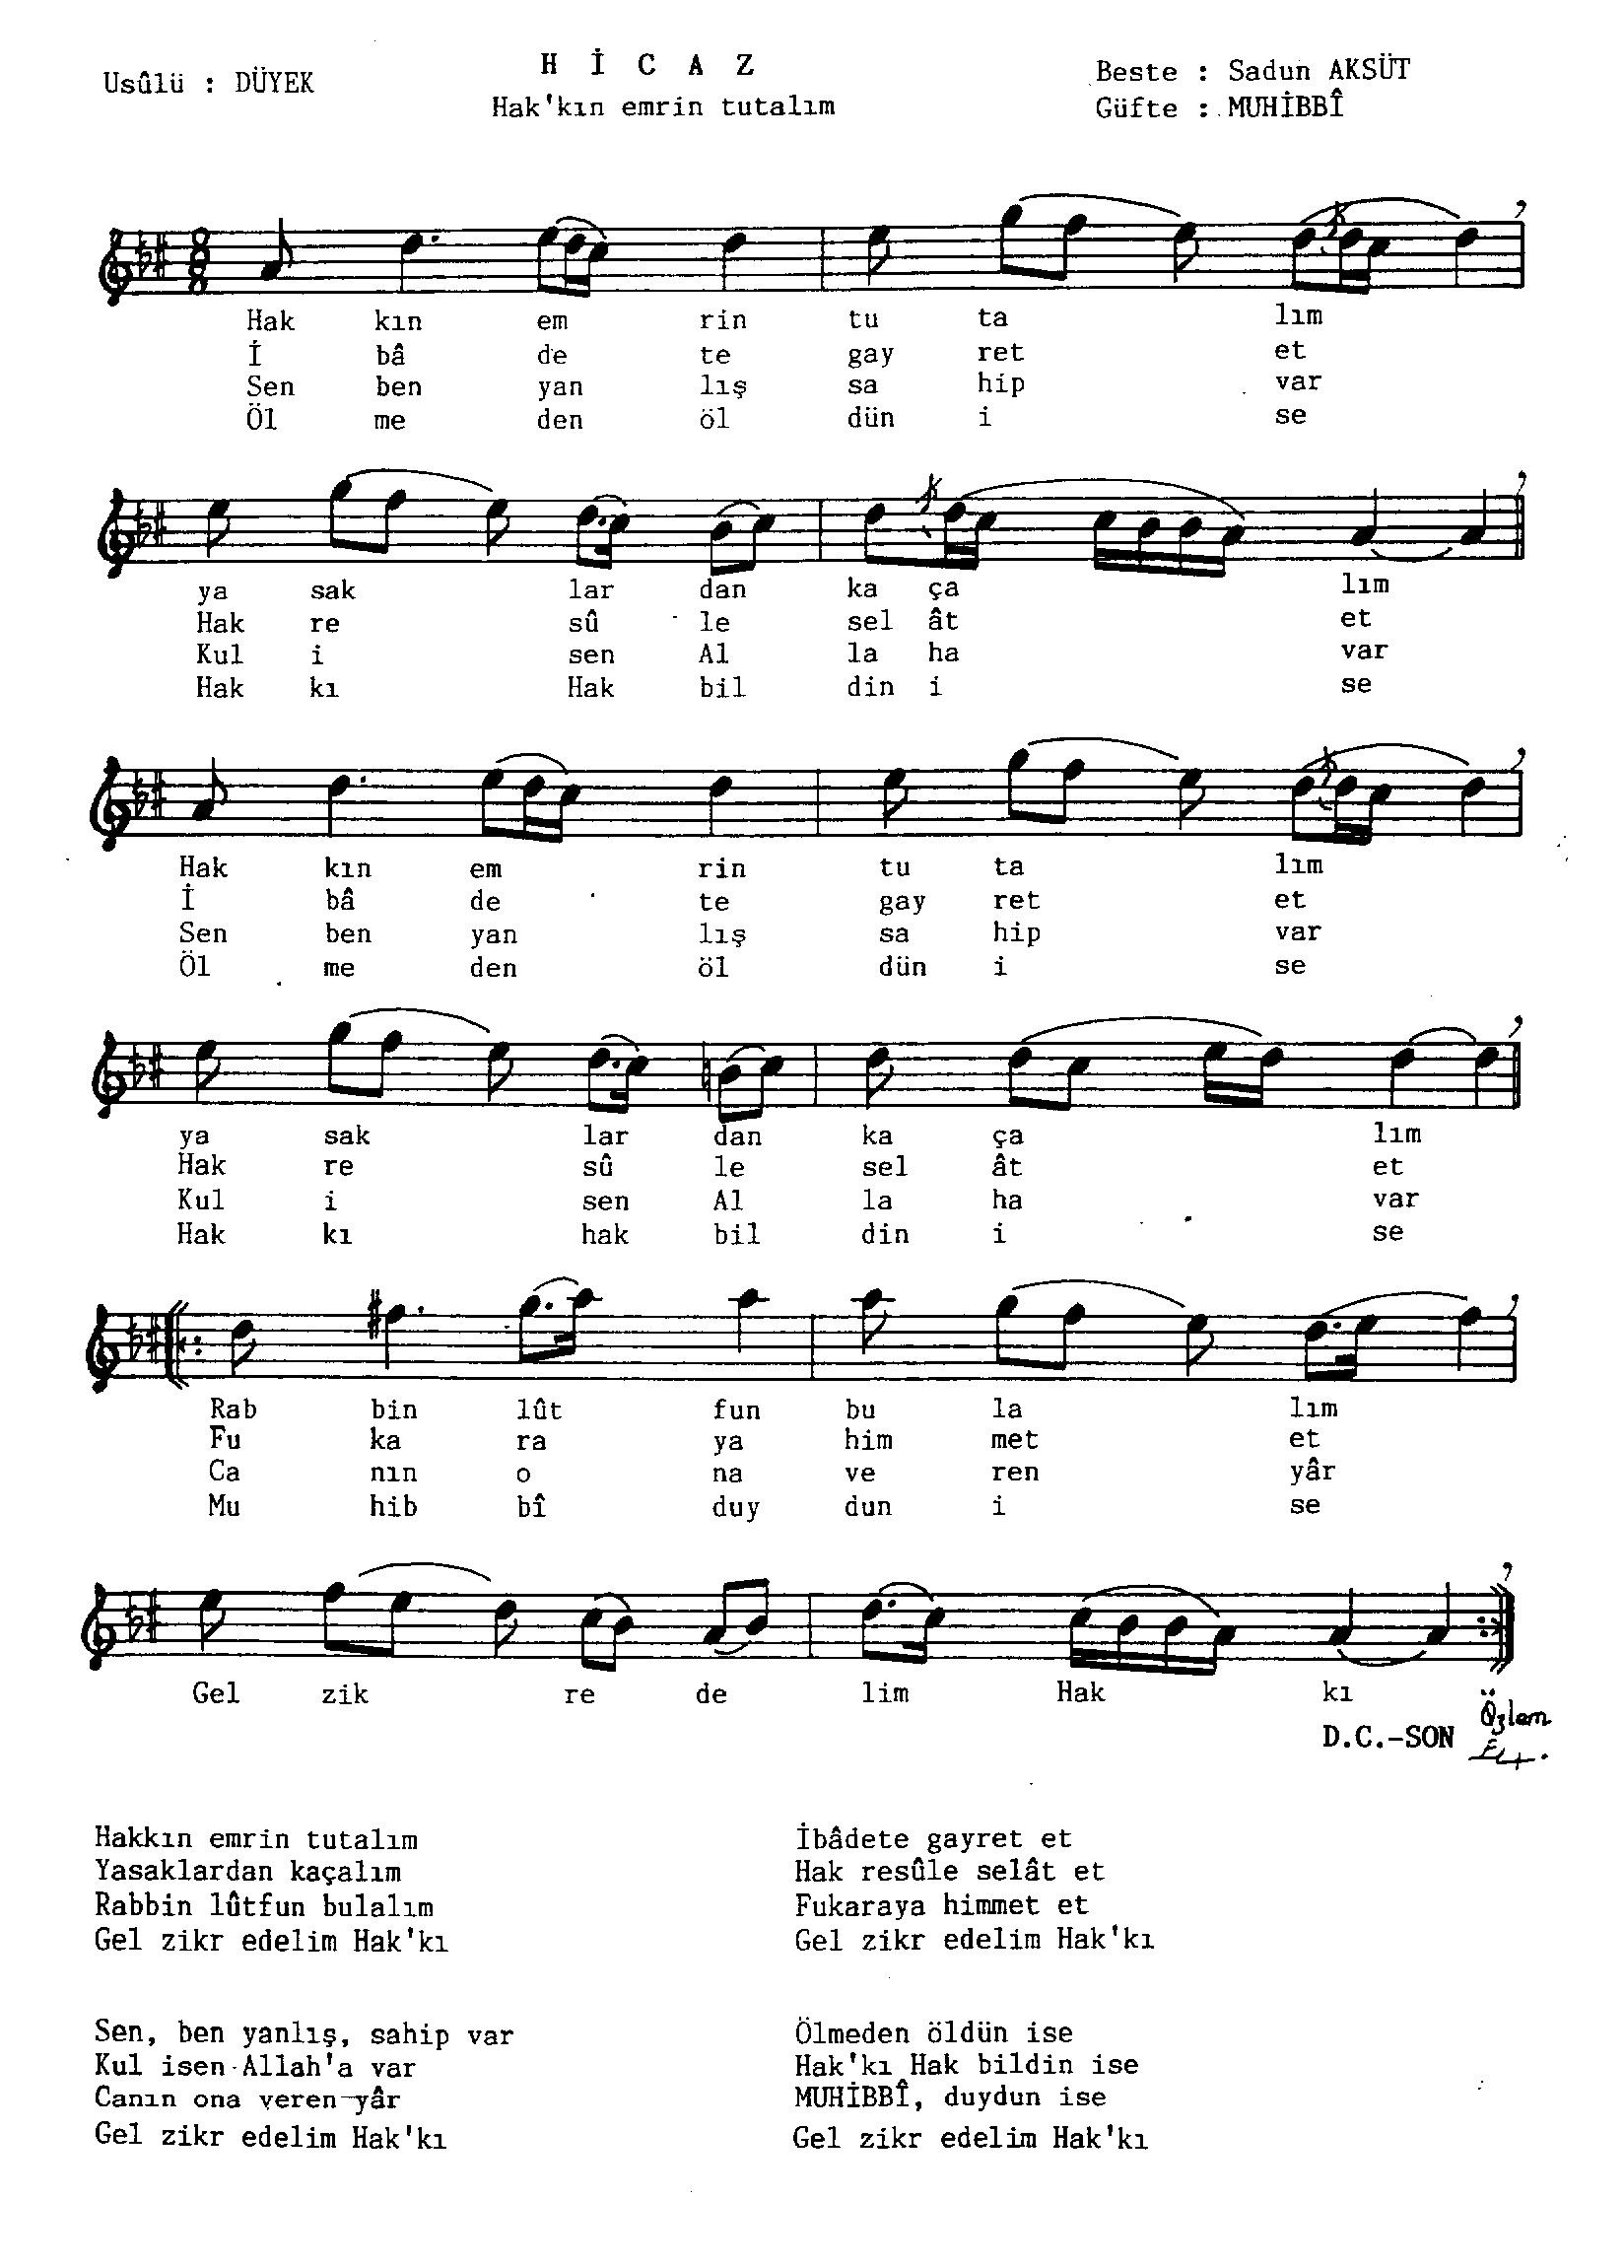 H İ C A Z
Usûlü : DÜYEK
Hak'kın emrin tutalım
Beste : Sadun AKSÜT
Güfte : MUHİBBÎ
8
8
Hak kın em rin tu ta lım
İ bâ de te gay ret et
Sen ben yan lış sa hip var
Öl me den öl dün i se
ya sak lar dan ka ça lım
Hak re sû le sel ât et
Kul i sen Al la ha var
Hak kı Hak bil din i se
Hak kın em rin tu ta lım
İ bâ de te gay ret et
Sen ben yan lış sa hip var
Öl me den öl dün i se
ya sak lar dan ka ça lım
Hak re sû le sel ât et
Kul i sen Al la ha var
Hak kı hak bil din i se
Rab bin lût fun bu la lım
Fu ka ra ya him met et
Ca nın o na ve ren yâr
Mu hib bî duy dun i se
Gel zik re de lim Hak kı
D.C.-SON
Özlem
Hakkın emrin tutalım
Yasaklardan kaçalım
Rabbin lûtfun bulalım
Gel zikr edelim Hak'kı
İbâdete gayret et
Hak resûle selât et
Fukaraya himmet et
Gel zikr edelim Hak'kı
Sen, ben yanlış, sahip var
Kul isen Allah'a var
Canın ona veren yâr
Gel zikr edelim Hak'kı
Ölmeden öldün ise
Hak'kı Hak bildin ise
MUHİBBÎ, duydun ise
Gel zikr edelim Hak'kı